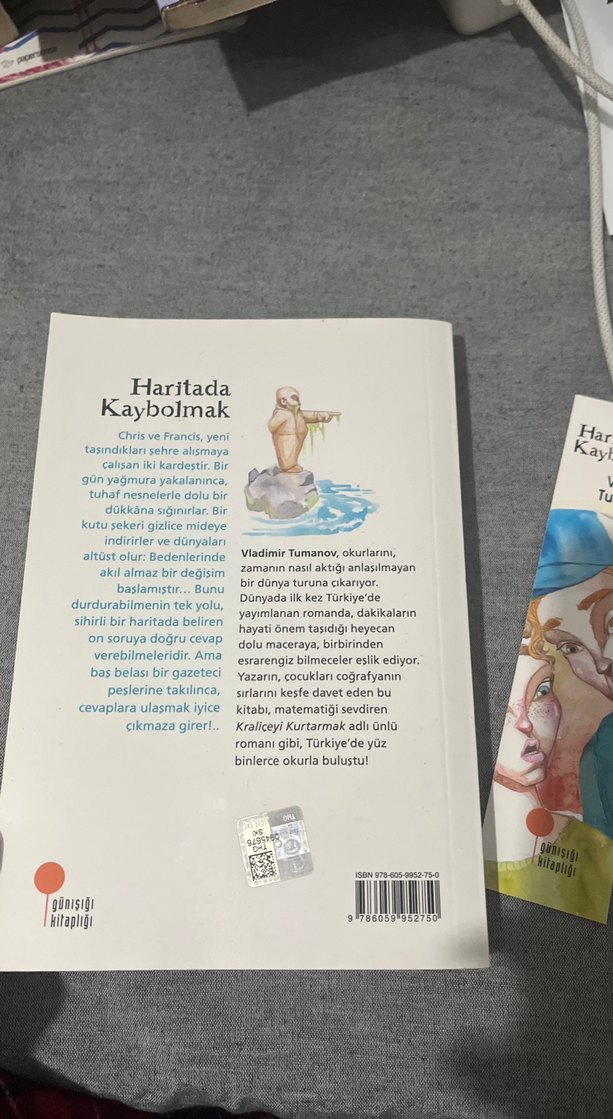 Haritada
Kaybolmak
Chris ve Francis, yeni
taşındıkları şehre alışmaya
çalışan iki kardeştir. Bir
gün yağmura yakalanınca,
tuhaf nesnelerle dolu bir
dükkâna sığınırlar. Bir
kutu şekeri gizlice mideye
indirirler ve dünyaları
altüst olur: Bedenlerinde
akıl almaz bir değişim
başlamıştır... Bunu
durdurabilmenin tek yolu,
sihirli bir haritada beliren
on soruya doğru cevap
verebilmeleridir. Ama
baş belası bir gazeteci
peşlerine takılınca,
cevaplara ulaşmak iyice
çıkmaza girer!..
Vladimir Tumanov, okurlarını,
zamanın nasıl aktığı anlaşılmayan
bir dünya turuna çıkarıyor.
Dünyada ilk kez Türkiye'de
yayımlanan romanda, dakikaların
hayati önem taşıdığı heyecan
dolu maceraya, birbirinden
esrarengiz bilmeceler eşlik ediyor.
Yazarın, çocukları coğrafyanın
sırlarını keşfe davet eden bu
kitabı, matematiği sevdiren
Kraliçeyi Kurtarmak adlı ünlü
romanı gibi, Türkiye'de yüz
binlerce okurla buluştu!
THG
SKG
0945676
ISBN 978-605-9952-75-0
9 786059 952750
günışığı
kitaplığı
Har
Kayb
V
Tu
günışığı
kitaplığı